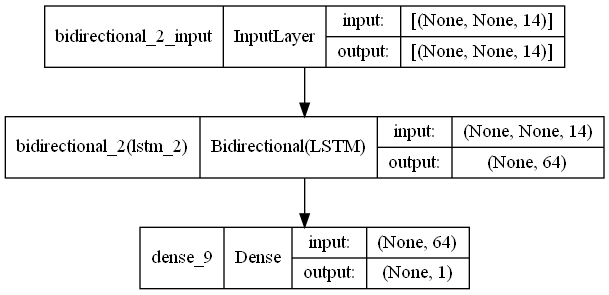 bidirectional_2_input InputLayer input: [(None, None, 14)]
output: [(None, None, 14)]
bidirectional_2(lstm_2) Bidirectional(LSTM) input: (None, None, 14)
output: (None, 64)
dense_9 Dense input: (None, 64)
output: (None, 1)